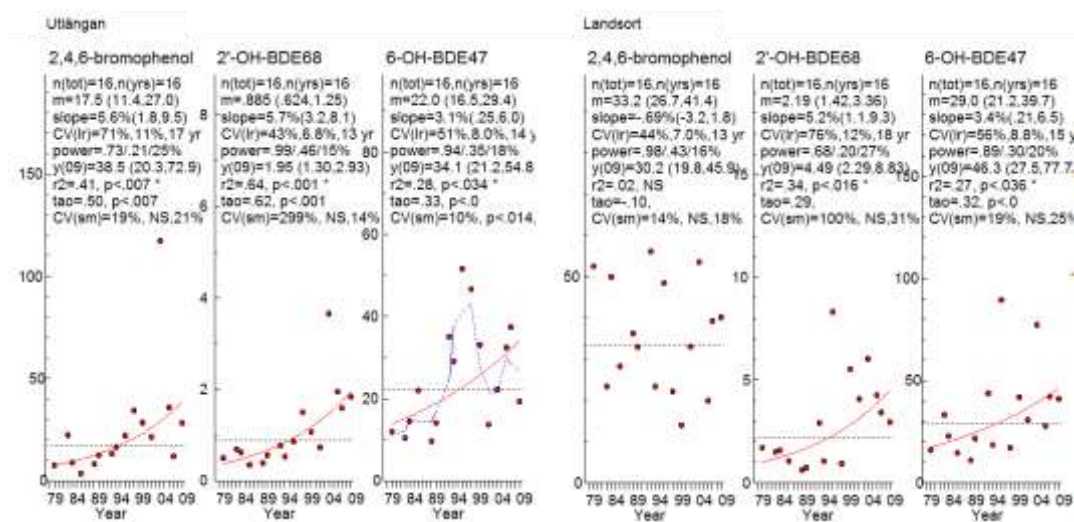 Utlängan
Landsort
2,4,6-bromophenol
n(tot)=16,n(yrs)=16
m=17.5 (11.4,27.0)
slope=5.6%(1.8,9.5)
CV(lr)=71%,11%,17 yr
power=.73/.21/25%
y(09)=38.5 (20.3,72.9)
r2=.41, p<.007 *
tao=.50, p<.007
CV(sm)=19%, NS,21%
150
100
50
0
79 84 89 94 99 04 09
Year
2'-OH-BDE68
n(tot)=16,n(yrs)=16
m=.885 (.624,1.25)
slope=5.7%(3.2,8.1)
CV(lr)=43%,6.8%,13 yr
power=.99/.46/16%
y(09)=1.95 (1.30,2.93)
r2=.64, p<.001 *
tao=.62, p<.001
CV(sm)=299%, NS,14%
8
6
4
2
0
79 84 89 94 99 04 09
Year
6-OH-BDE47
n(tot)=16,n(yrs)=16
m=22.0 (16.5,29.4)
slope=3.1%(.25,6.0)
CV(lr)=51%,8.0%,14 y
power=.94/.35/18%
y(09)=34.1 (21.2,54.8
r2=.28, p<.034 *
tao=.33, p<.0
CV(sm)=10%, p<.014,
80
60
40
20
0
79 84 89 94 99 04 09
Year
2,4,6-bromophenol
n(tot)=16,n(yrs)=16
m=33.2 (26.7,41.4)
slope=-.69%(-3.2,1.8)
CV(lr)=44%,7.0%,13 yr
power=.98/.43/16%
y(09)=30.2 (19.8,45.9)
r2=.02, NS
tao=-.10,
CV(sm)=14%, NS,18%
50
0
79 84 89 94 99 04 09
Year
2'-OH-BDE68
n(tot)=16,n(yrs)=16
m=2.19 (1.42,3.36)
slope=5.2%(1.1,9.3)
CV(lr)=76%,12%,18 yr
power=.68/.20/27%
y(09)=4.49 (2.29,8.83)
r2=.34, p<.016 *
tao=.29,
CV(sm)=100%, NS,31%
15
10
5
0
79 84 89 94 99 04 09
Year
6-OH-BDE47
n(tot)=16,n(yrs)=16
m=29.0 (21.2,39.7)
slope=3.4%(.21,6.5)
CV(lr)=56%,8.8%,15 y
power=.89/.30/20%
y(09)=46.3 (27.5,77.7
r2=.27, p<.036 *
tao=.32, p<.0
CV(sm)=19%, NS,25%
150
100
50
0
79 84 89 94 99 04 09
Year